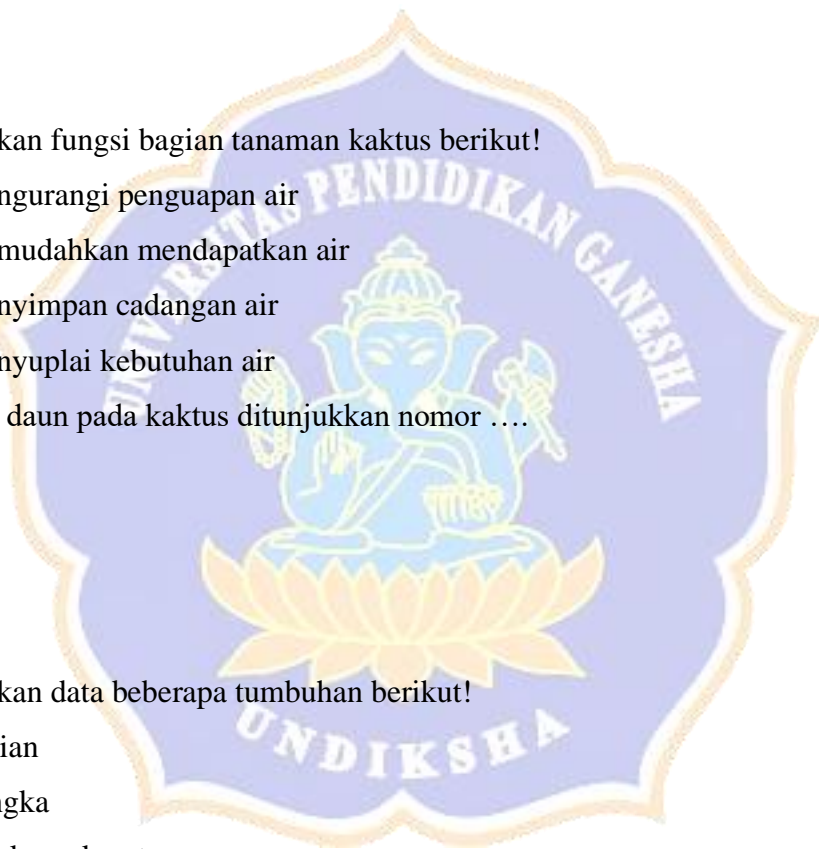 kan fungsi bagian tanaman kaktus berikut!
ngurangi penguapan air
mudahkan mendapatkan air
nyimpan cadangan air
nyuplai kebutuhan air
daun pada kaktus ditunjukkan nomor ….
UNIVERSITAS PENDIDIKAN GANESHA
kan data beberapa tumbuhan berikut!
ian
ngka
UNDIKSHA